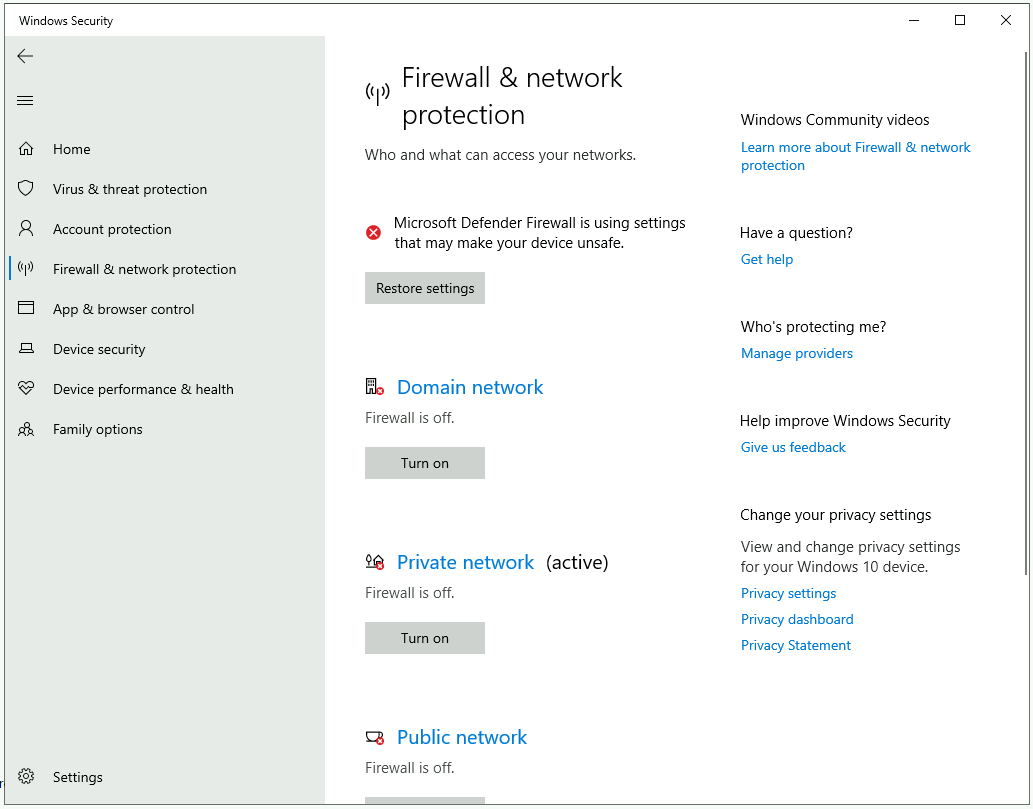 Windows Security
Home
Virus & threat protection
Account protection
Firewall & network protection
App & browser control
Device security
Device performance & health
Family options
Settings
Firewall & network
protection
Who and what can access your networks.
Microsoft Defender Firewall is using settings
that may make your device unsafe.
Restore settings
Domain network
Firewall is off.
Turn on
Private network (active)
Firewall is off.
Turn on
Public network
Firewall is off.
Windows Community videos
Learn more about Firewall & network
protection
Have a question?
Get help
Who's protecting me?
Manage providers
Help improve Windows Security
Give us feedback
Change your privacy settings
View and change privacy settings
for your Windows 10 device.
Privacy settings
Privacy dashboard
Privacy Statement